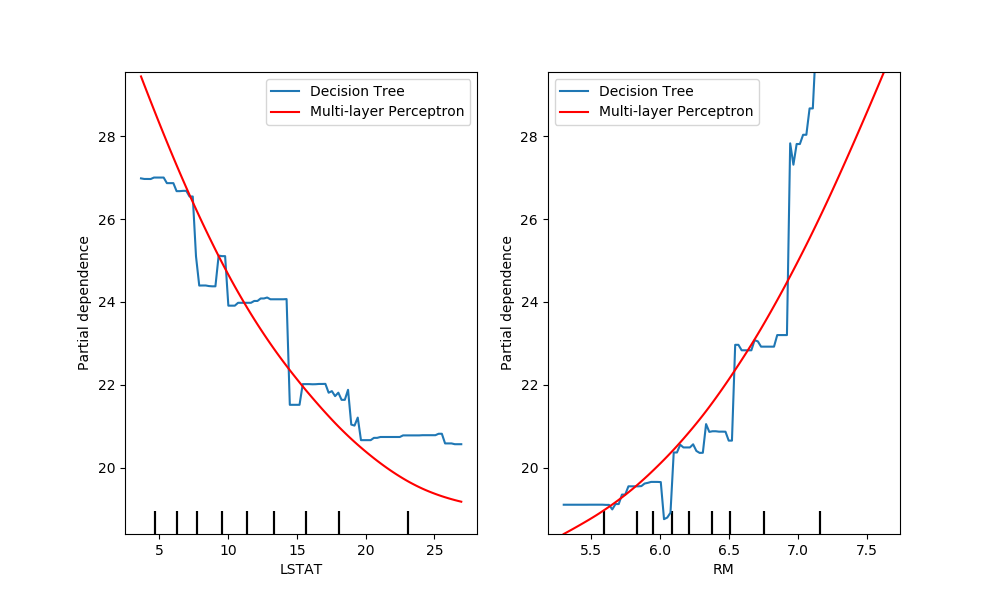 Partial dependence
28
26
24
22
20
5 10 15 20 25
LSTAT
Decision Tree
Multi-layer Perceptron
Partial dependence
28
26
24
22
20
5.5 6.0 6.5 7.0 7.5
RM
Decision Tree
Multi-layer Perceptron